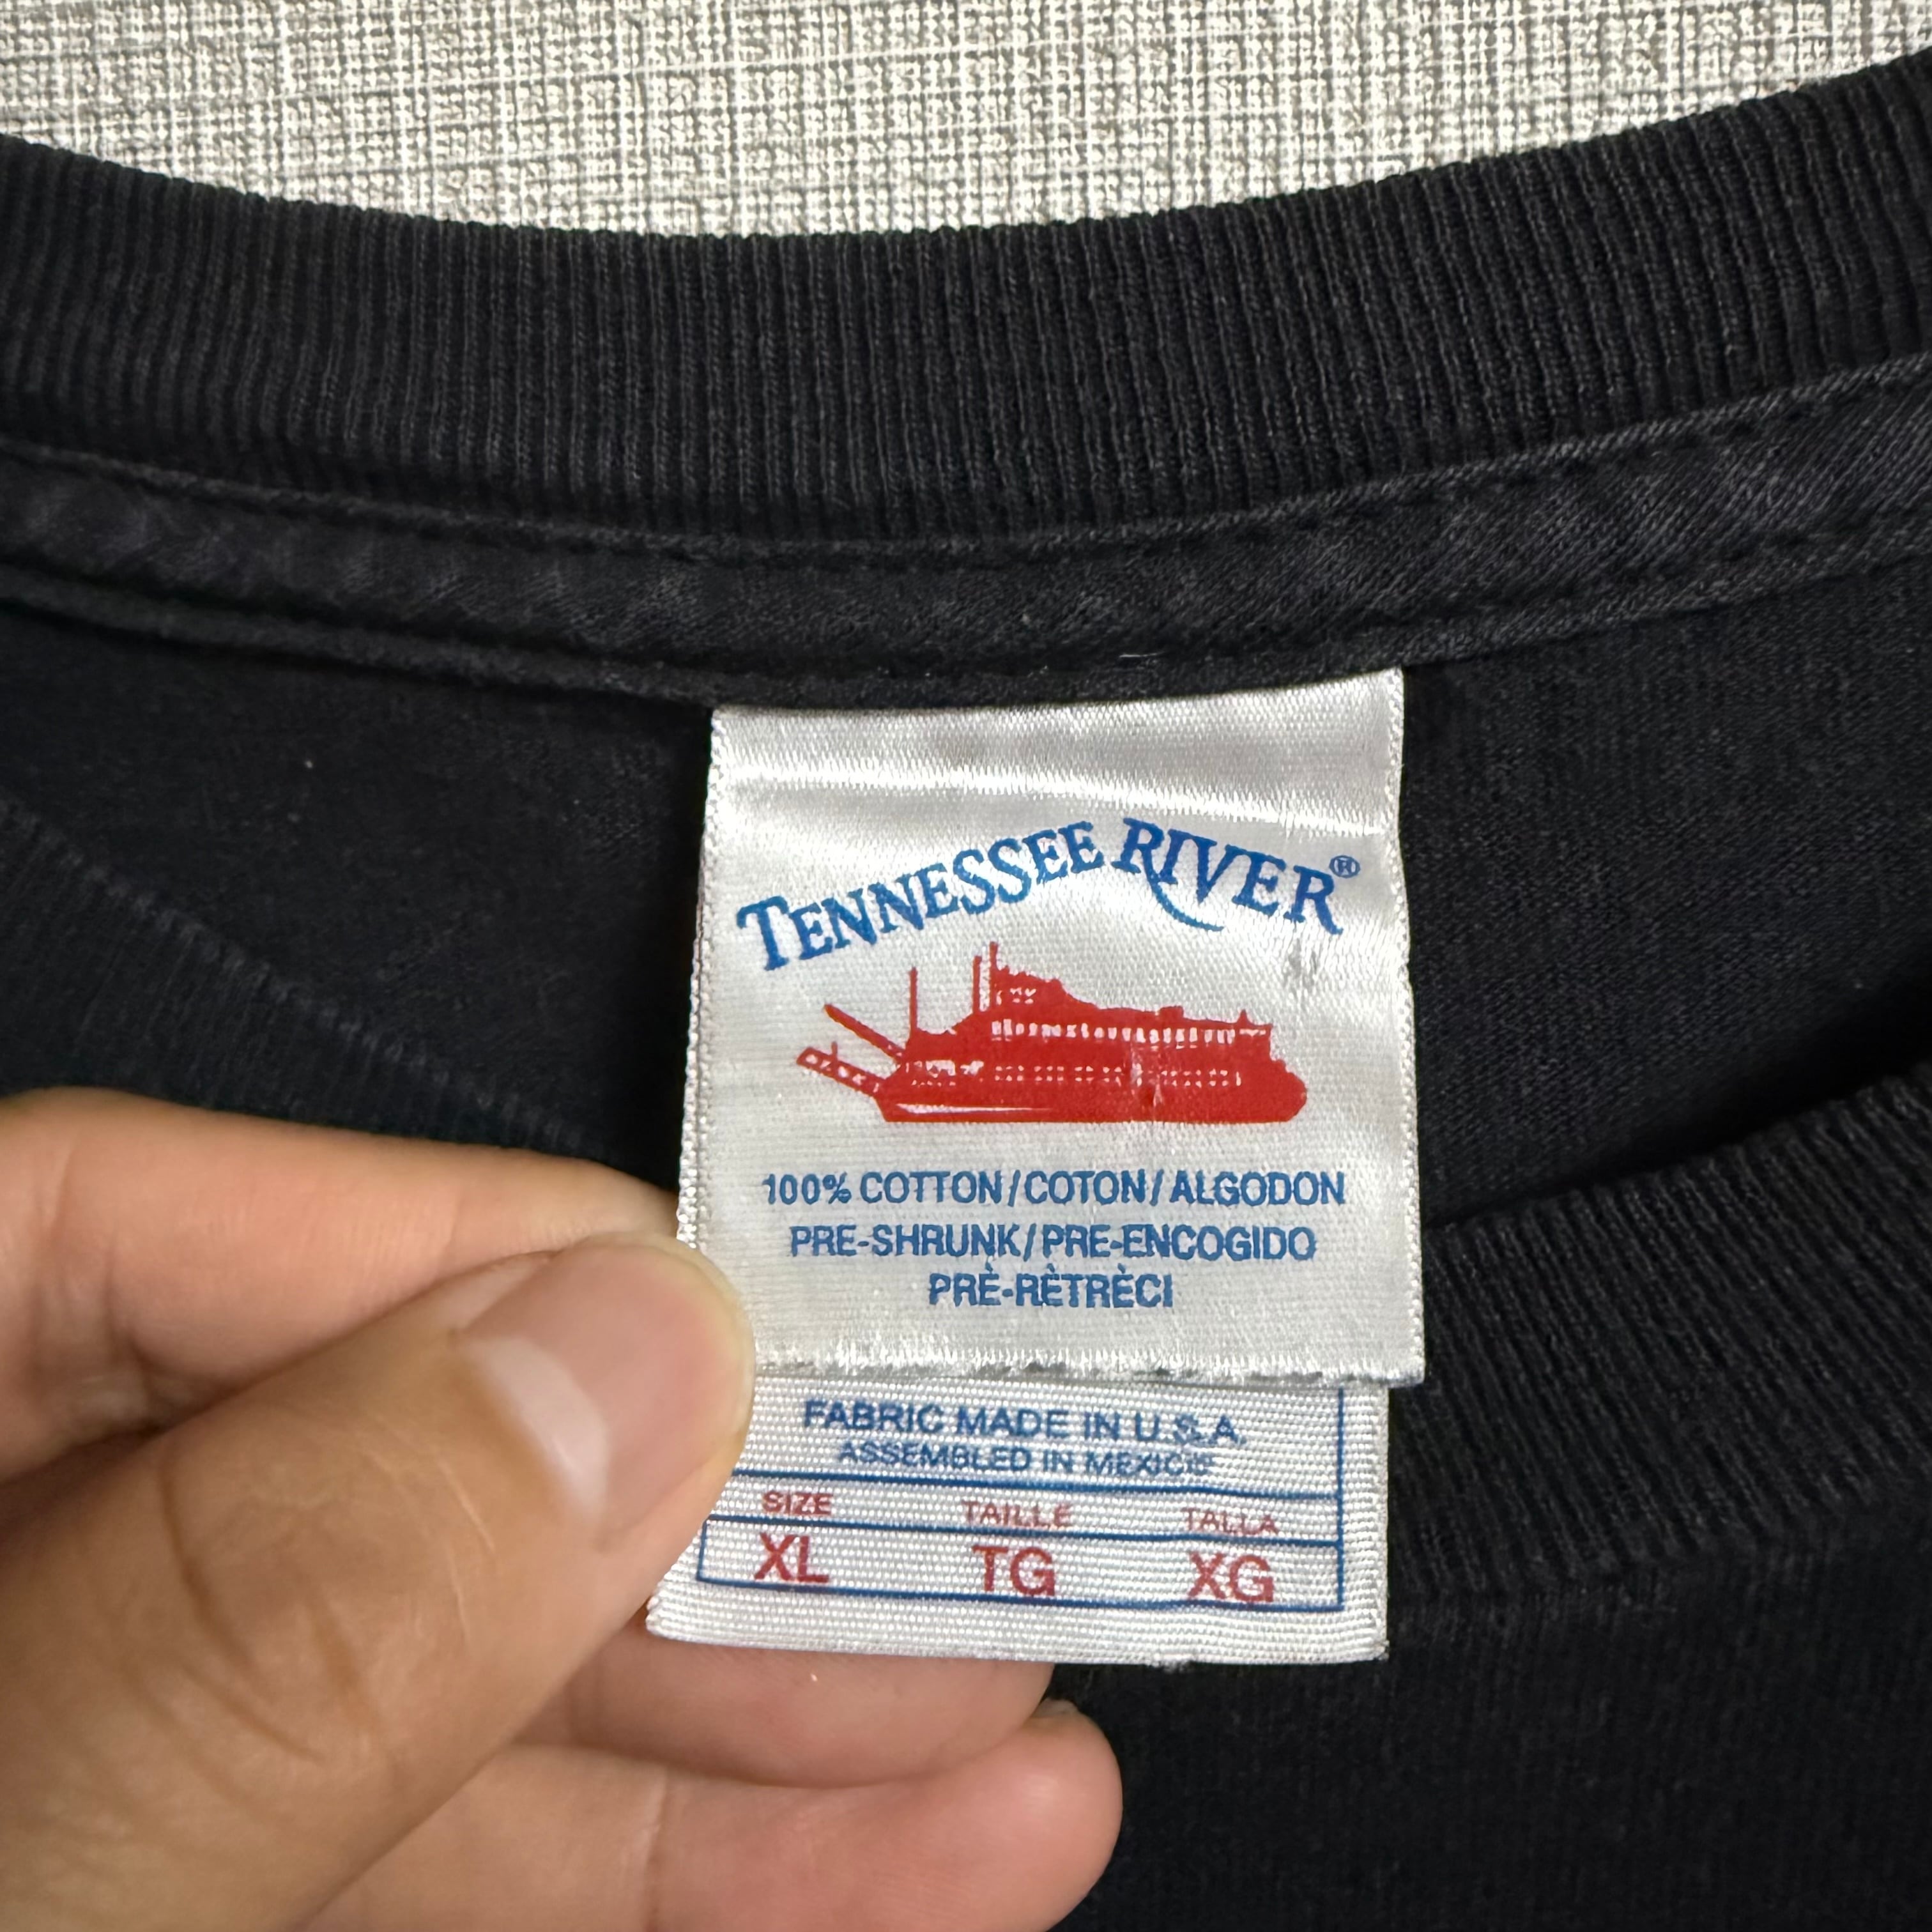 TENNESSEE RIVER®
100% COTTON/COTON/ALGODON
PRE-SHRUNK/PRE-ENCOGIDO
PRÈ-RÈTRÈCI
FABRIC MADE IN U.S.A.
ASSEMBLED IN MEXICO
SIZE TAILLE TALLA
XL TG XG